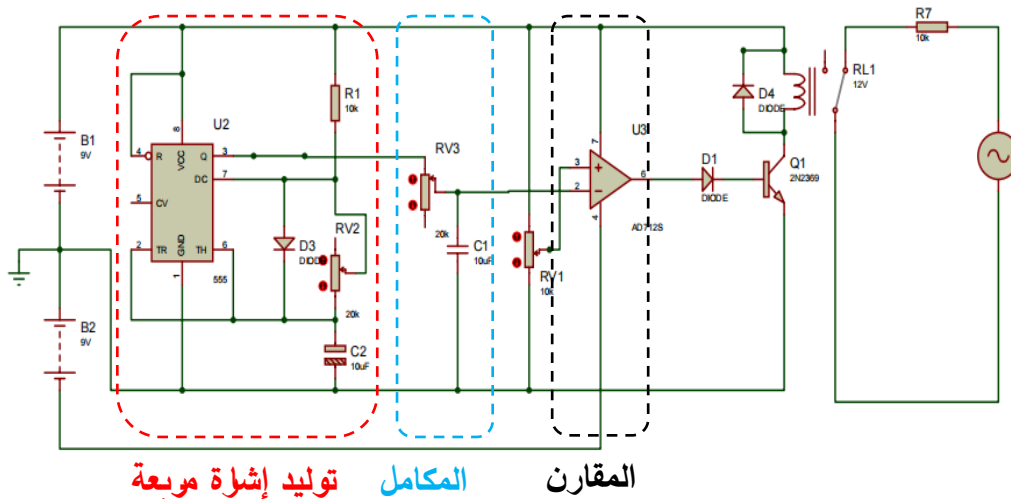 B1
9V
B2
9V
U2
R
VCC
Q
DC
CV
TR
GND
TH
555
4
8
3
7
5
2
6
1
R1
10k
D3
DIODE
RV2
20k
C2
10uF
RV3
20k
C1
10uF
RV1
10k
U3
3
2
7
6
4
AD712S
D1
DIODE
D4
DIODE
Q1
2N2369
RL1
12V
R7
10k
توليد إشارة مربعة
المكامل
المقارن